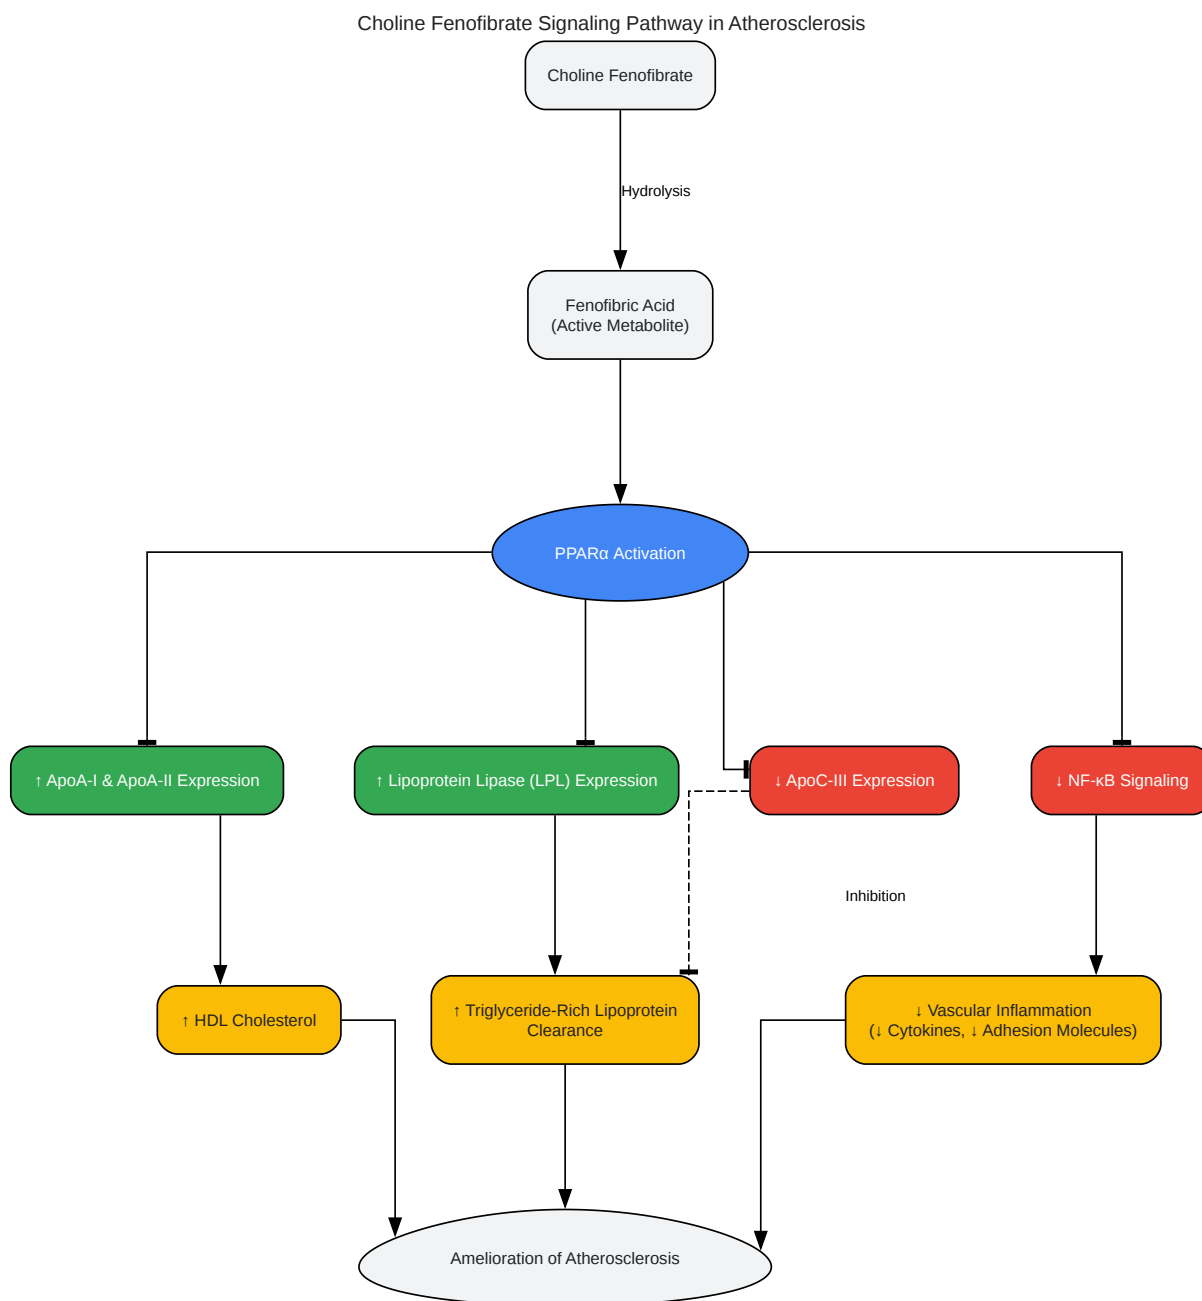 Choline Fenofibrate Signaling Pathway in Atherosclerosis
Choline Fenofibrate
Hydrolysis
Fenofibric Acid
(Active Metabolite)
PPARα Activation
↑ ApoA-I & ApoA-II Expression
↑ Lipoprotein Lipase (LPL) Expression
↓ ApoC-III Expression
↓ NF-κB Signaling
Inhibition
↑ HDL Cholesterol
↑ Triglyceride-Rich Lipoprotein
Clearance
↓ Vascular Inflammation
(↓ Cytokines, ↓ Adhesion Molecules)
Amelioration of Atherosclerosis